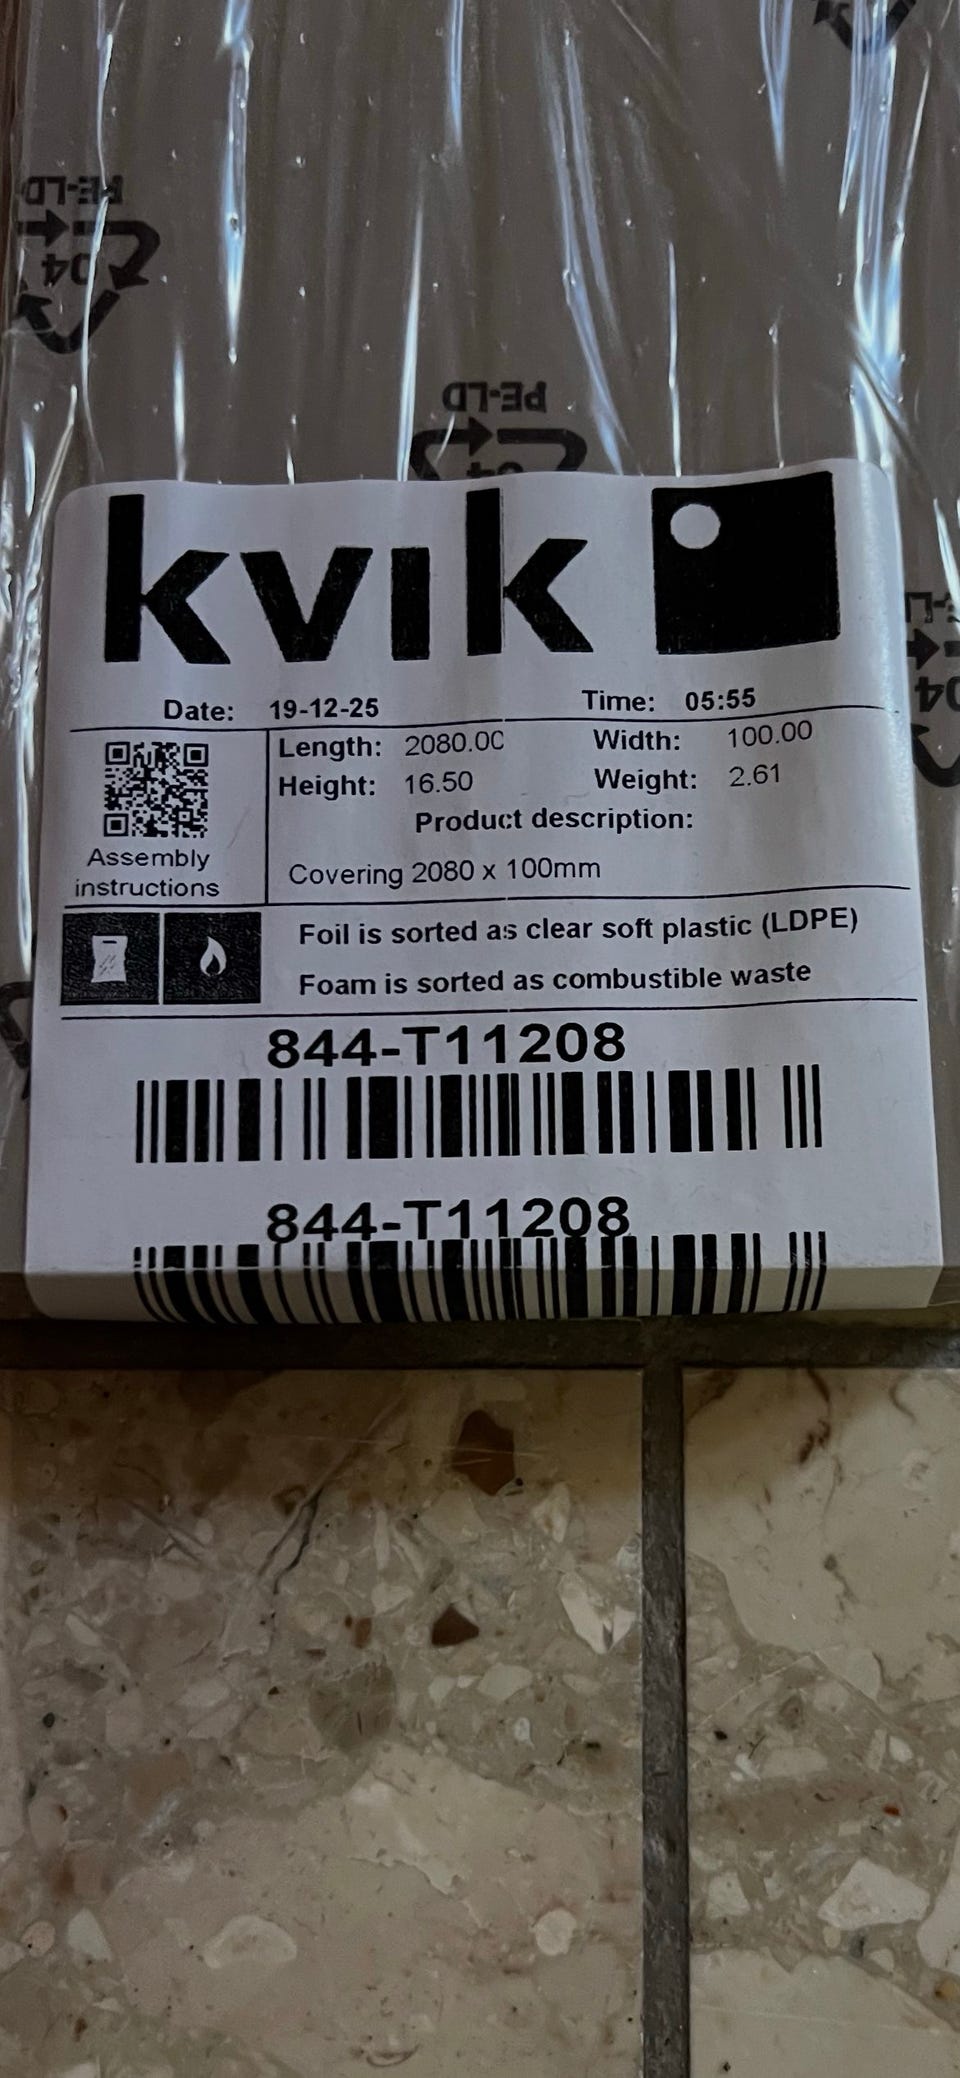 PE-LD
04
PE-LD
04
kvik
Date: 19-12-25 Time: 05:55
Length: 2080.00 Width: 100.00
Height: 16.50 Weight: 2.61
Product description:
Assembly
instructions
Covering 2080 x 100mm
Foil is sorted as clear soft plastic (LDPE)
Foam is sorted as combustible waste
844-T11208
844-T11208